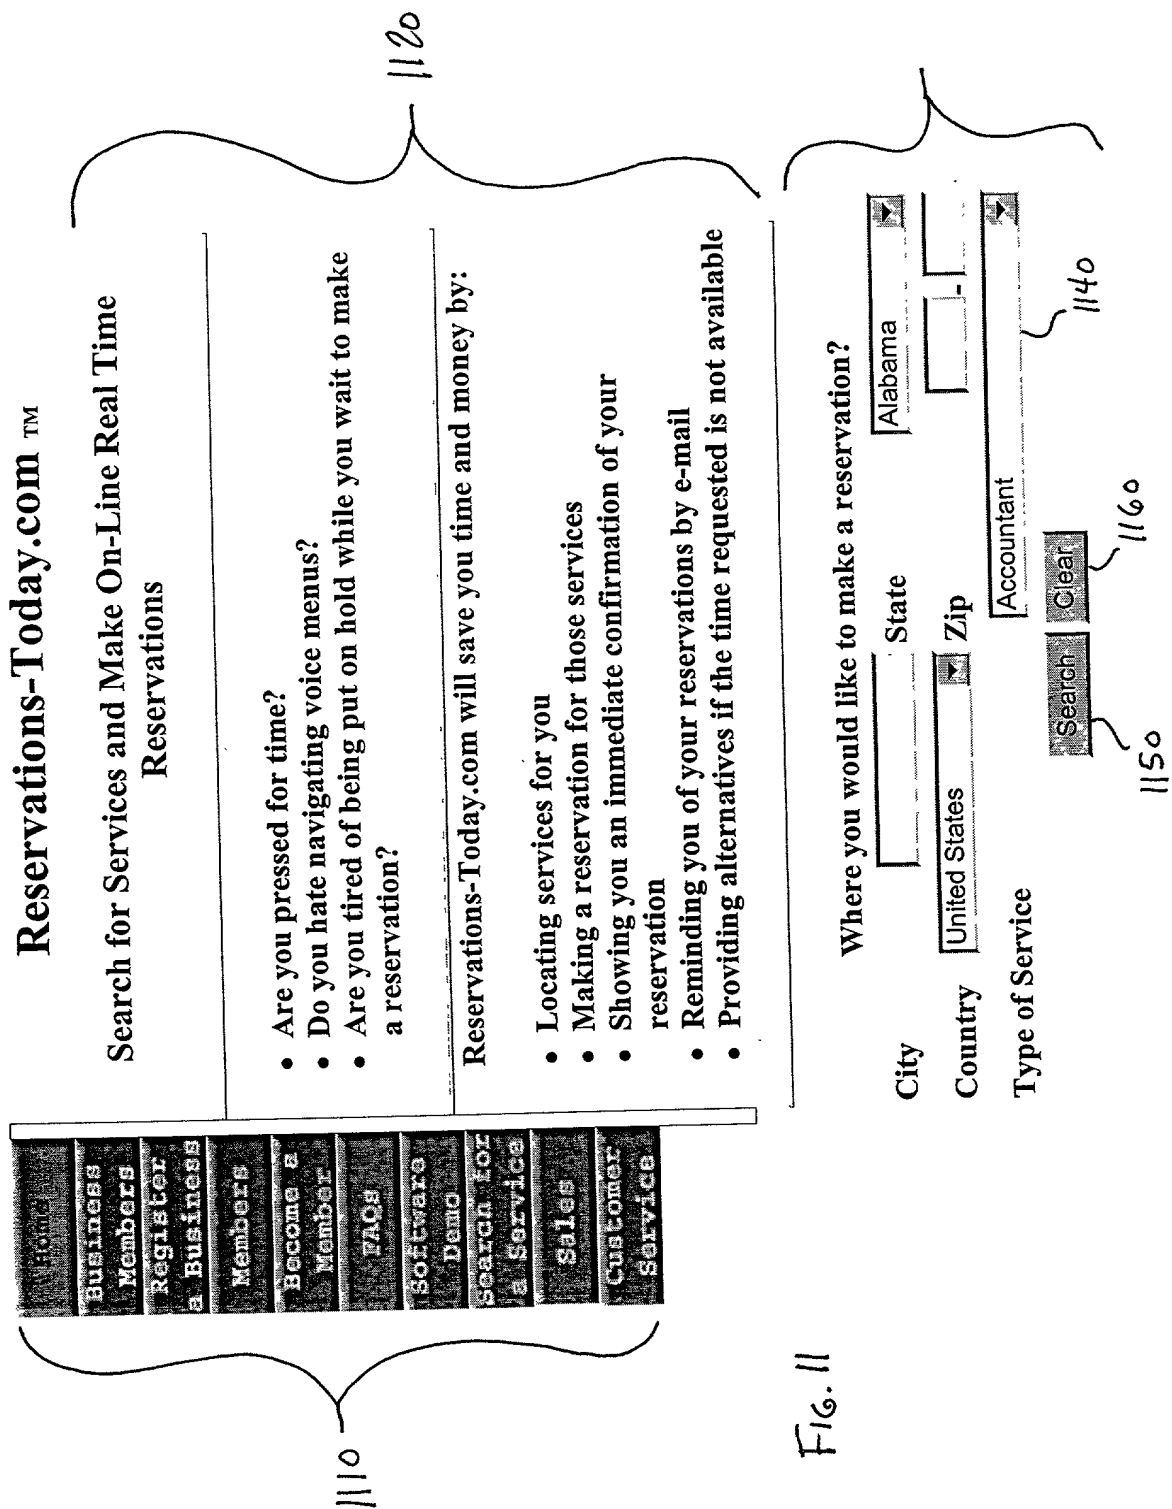 Reservations-Today.com ™
Search for Services and Make On-Line Real Time
Reservations
• Are you pressed for time?
• Do you hate navigating voice menus?
• Are you tired of being put on hold while you wait to make
a reservation?
Reservations-Today.com will save you time and money by:
• Locating services for you
• Making a reservation for those services
• Showing you an immediate confirmation of your
reservation
• Reminding you of your reservations by e-mail
• Providing alternatives if the time requested is not available
1120
Home
Business
Members
Register
a Business
Members
Become a
Member
FAQs
Software
Demo
Search for
a Service
Sales
Customer
Service
1110
Where you would like to make a reservation?
City State Alabama
Country United States Zip -
Type of Service Accountant
1140
Search Clear
1150 1160
FIG. 11